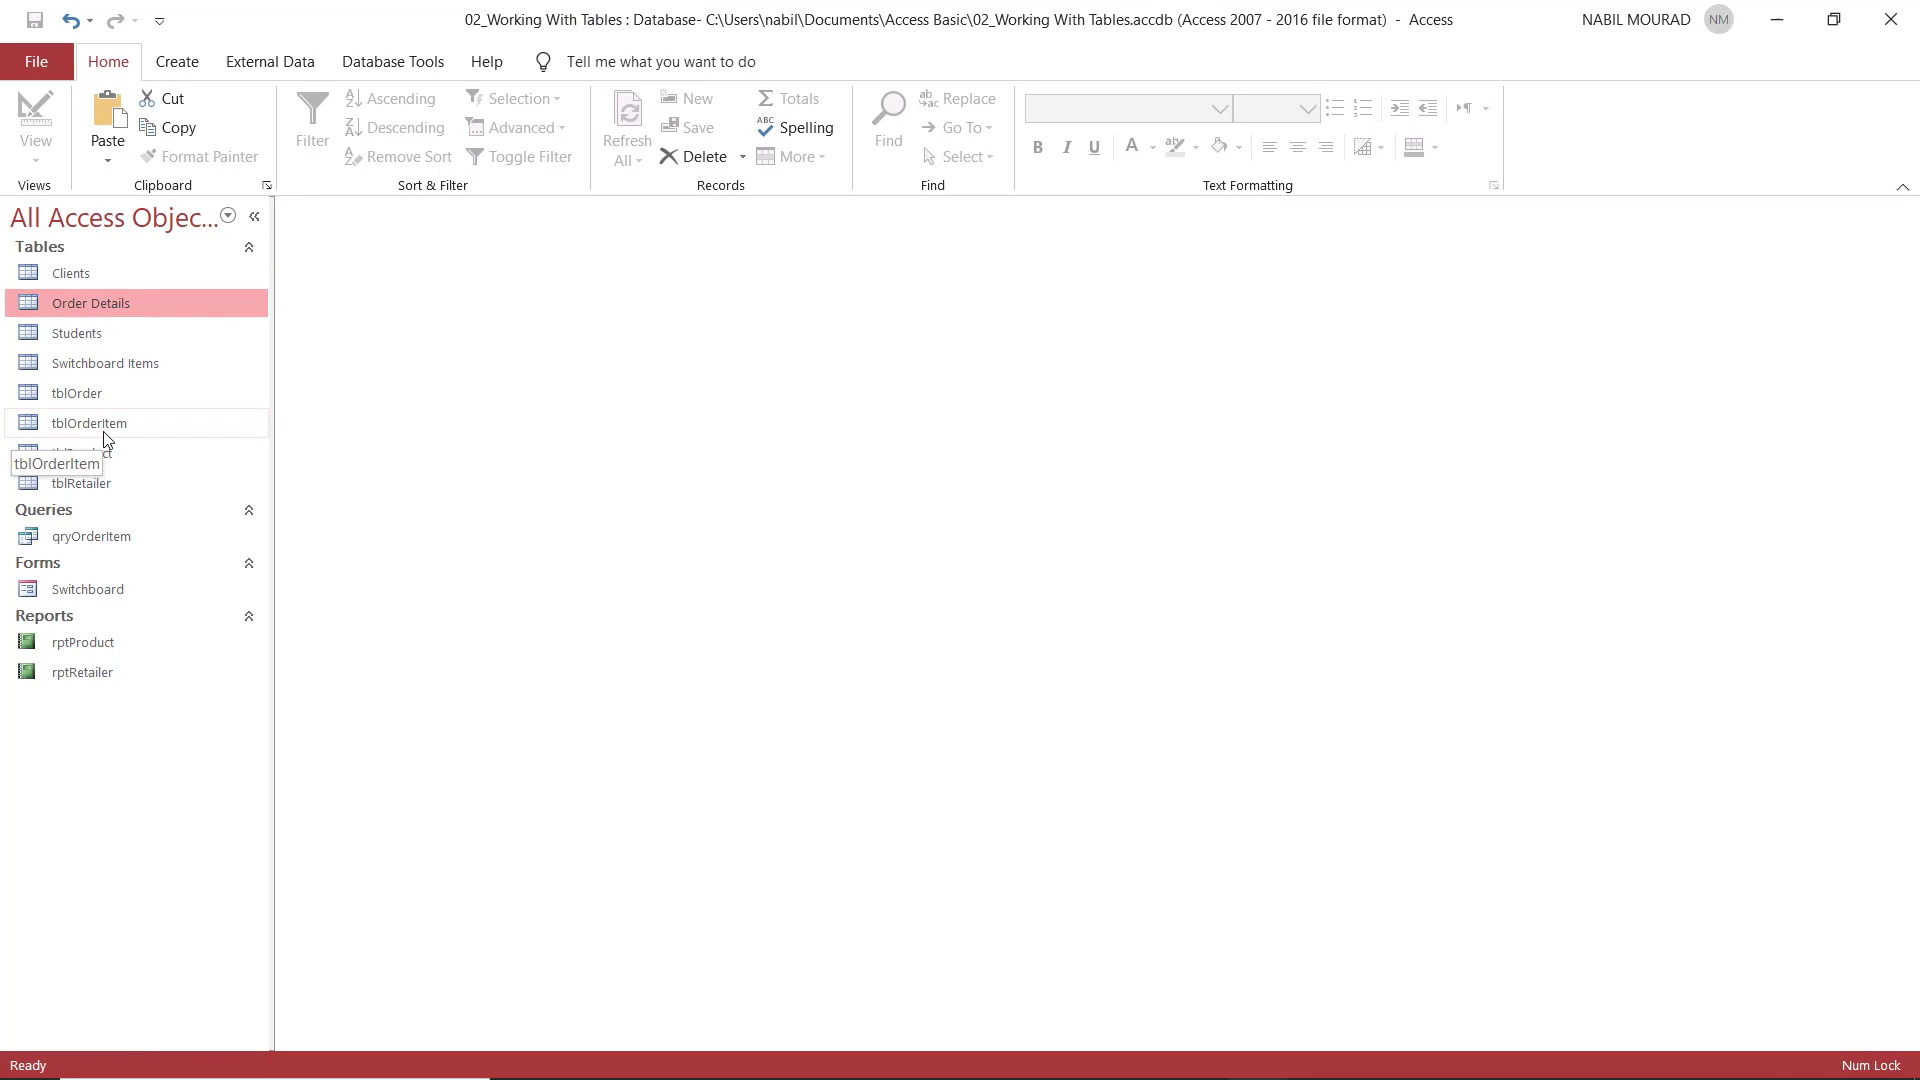 02_Working With Tables : Database- C:\Users\nabil\Documents\Access Basic\02_Working With Tables.accdb (Access 2007 - 2016 file format) - Access
NABIL MOURAD NM
File Home Create External Data Database Tools Help Tell me what you want to do
View
Views
Paste
Cut
Copy
Format Painter
Clipboard
Filter
Ascending
Descending
Remove Sort
Selection
Advanced
Toggle Filter
Sort & Filter
Refresh
All
New
Save
Delete
Totals
Spelling
More
Records
Find
Replace
Go To
Select
Find
B I U A
Text Formatting
All Access Objec...
Tables
Clients
Order Details
Students
Switchboard Items
tblOrder
tblOrderItem
tblOrderItem
tblRetailer
Queries
qryOrderItem
Forms
Switchboard
Reports
rptProduct
rptRetailer
Ready
Num Lock